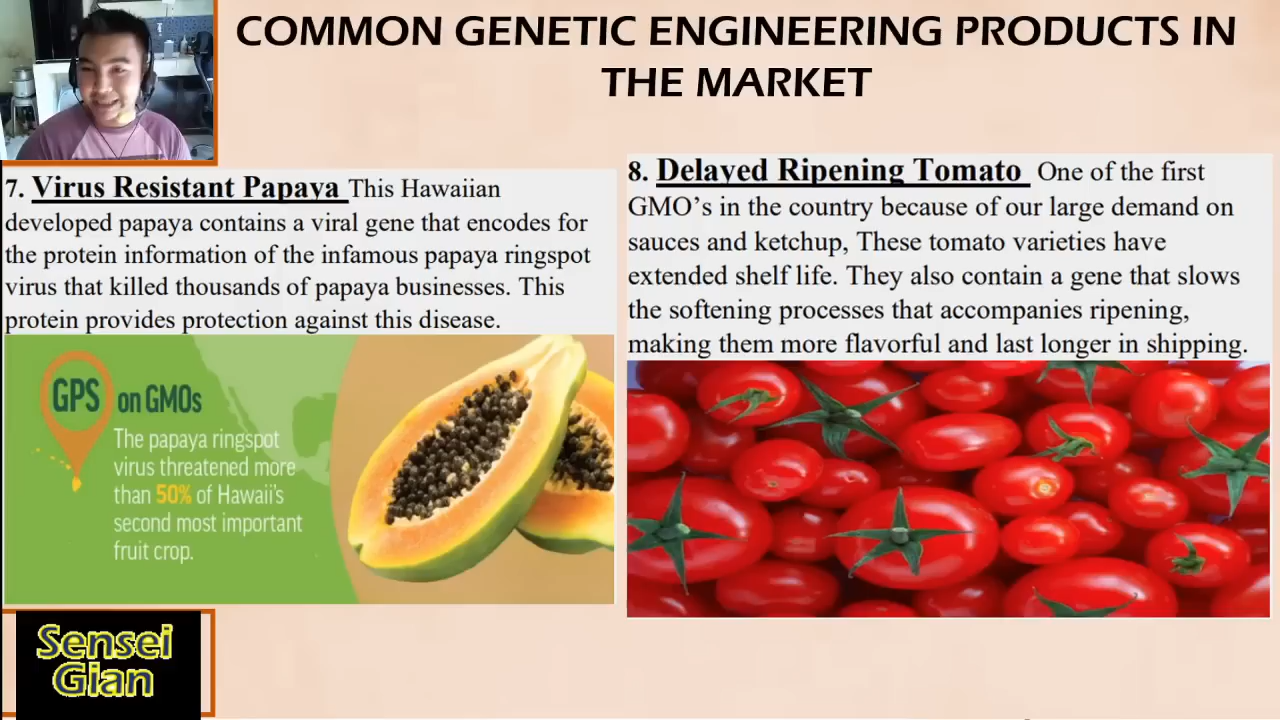 COMMON GENETIC ENGINEERING PRODUCTS IN
THE MARKET
7. Virus Resistant Papaya This Hawaiian
developed papaya contains a viral gene that encodes for
the protein information of the infamous papaya ringspot
virus that killed thousands of papaya businesses. This
protein provides protection against this disease.
GPS on GMOs
The papaya ringspot
virus threatened more
than 50% of Hawaii's
second most important
fruit crop.
8. Delayed Ripening Tomato One of the first
GMO’s in the country because of our large demand on
sauces and ketchup, These tomato varieties have
extended shelf life. They also contain a gene that slows
the softening processes that accompanies ripening,
making them more flavorful and last longer in shipping.
Sensei
Gian